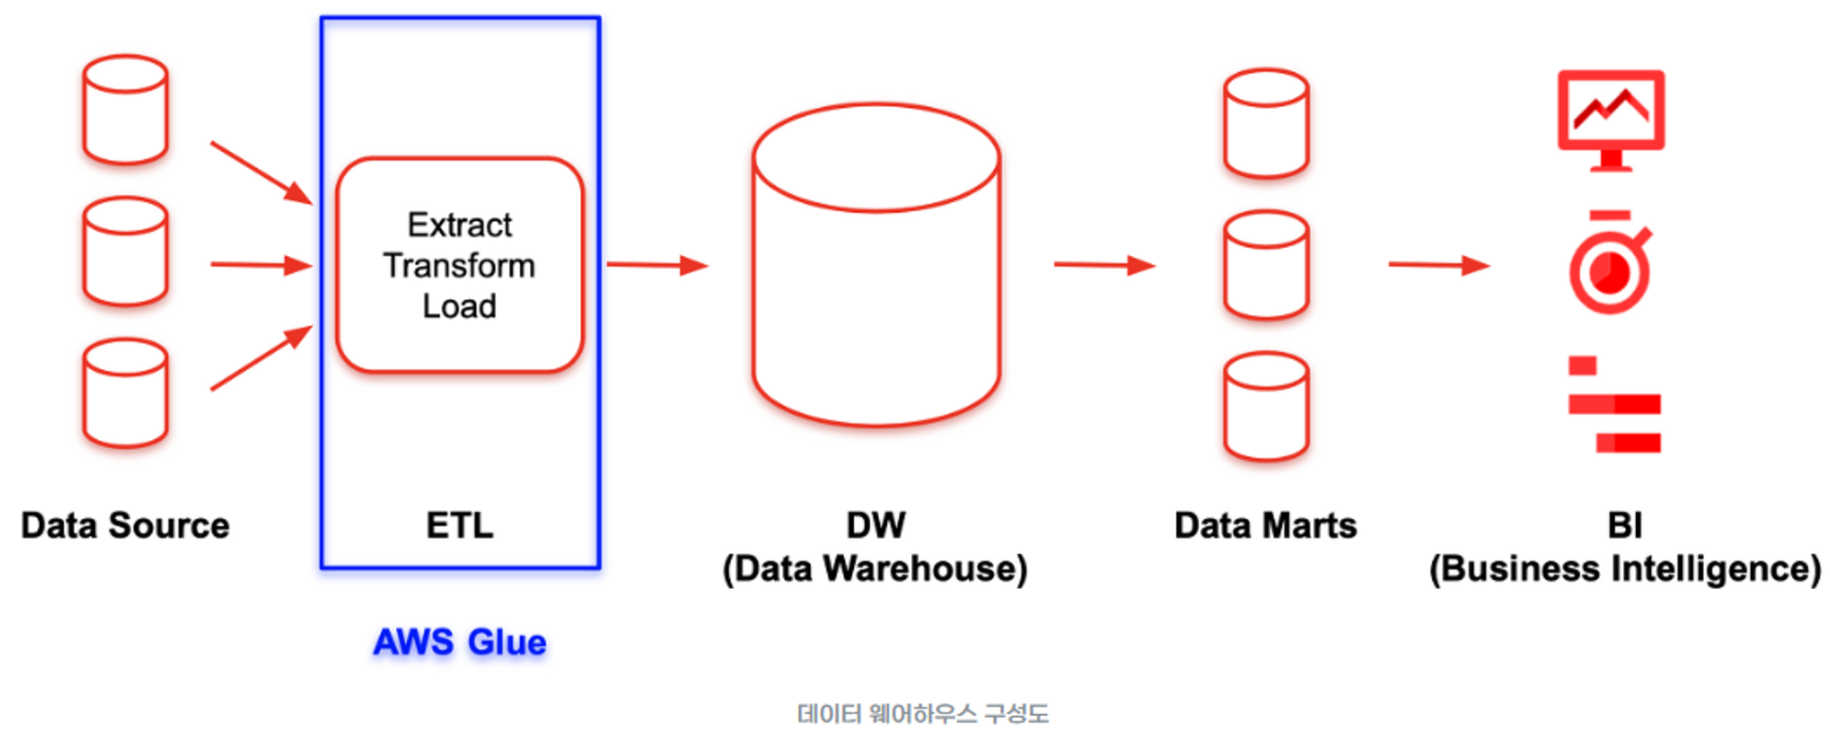 Extract
Transform
Load
Data Source
ETL
DW
(Data Warehouse)
Data Marts
BI
(Business Intelligence)
AWS Glue
데이터 웨어하우스 구성도